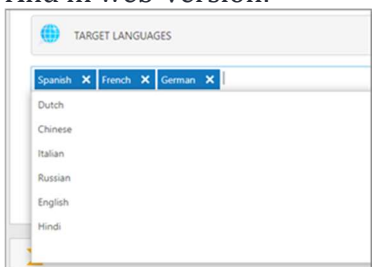 And in web-version:
TARGET LANGUAGES
Spanish × French × German ×
Dutch
Chinese
Italian
Russian
English
Hindi